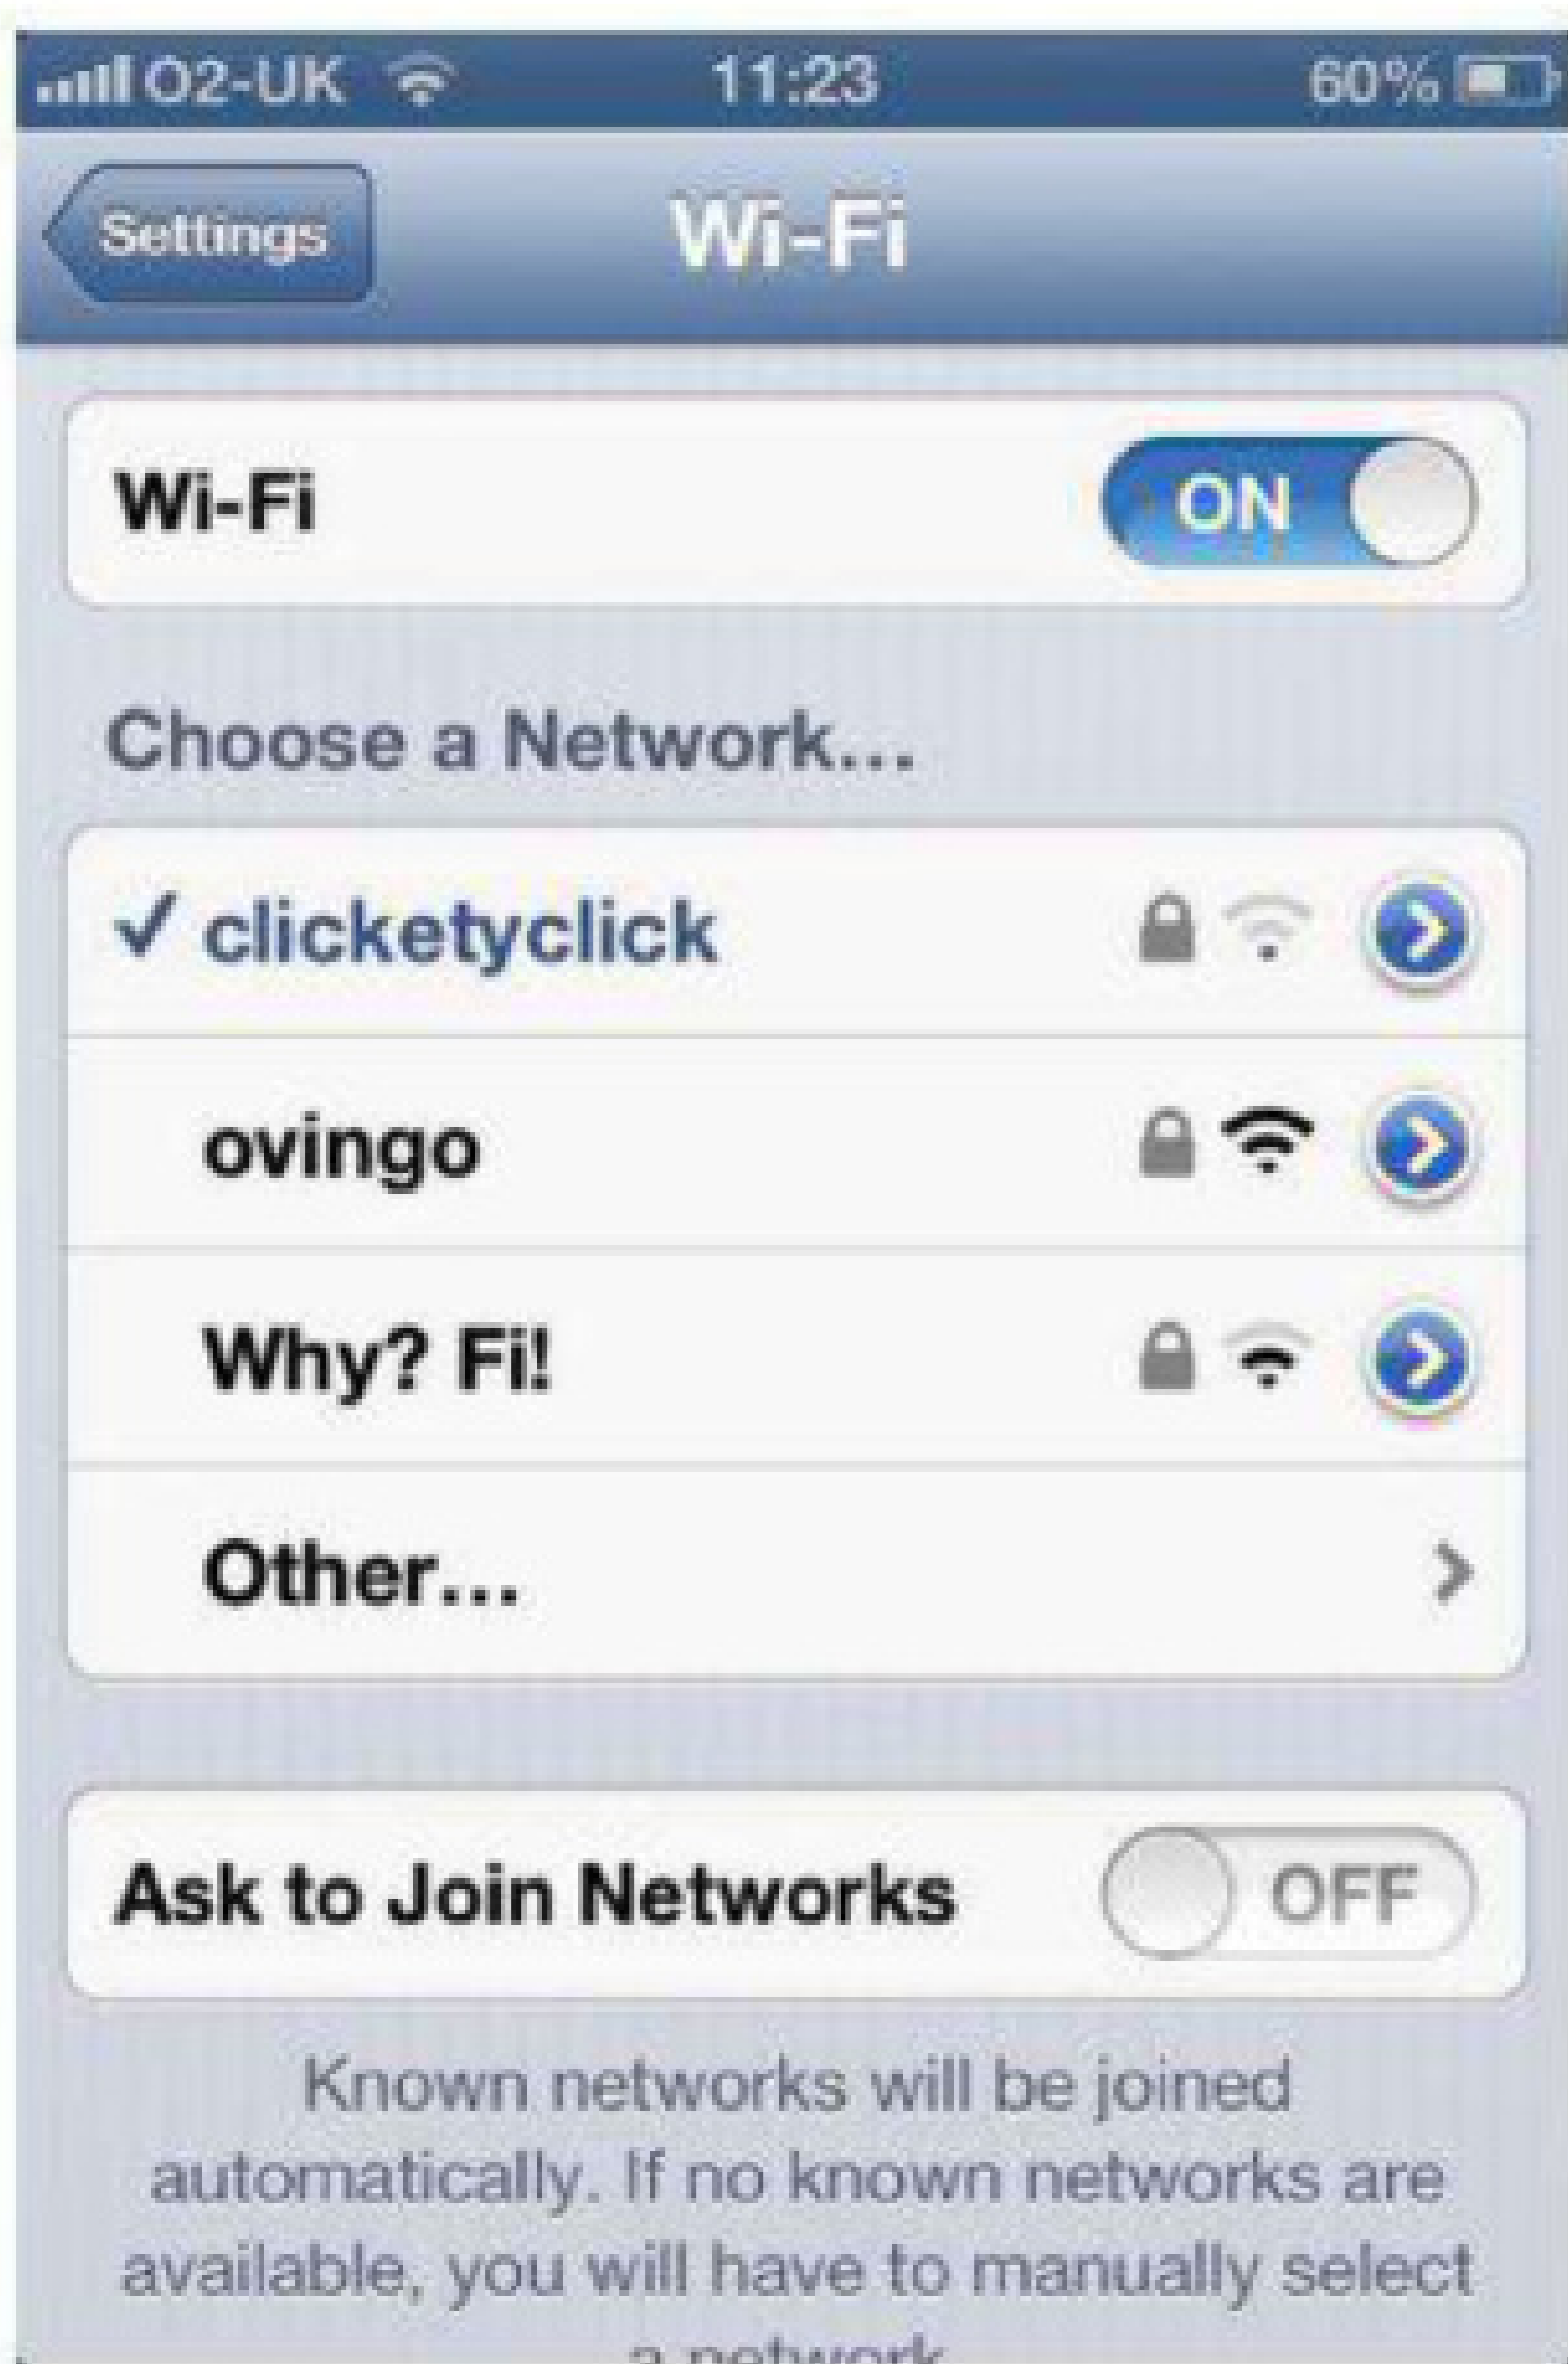 O2-UK 11:23 60%
Settings Wi-Fi
Wi-Fi ON
Choose a Network...
clicketyclick
ovingo
Why? Fi!
Other...
Ask to Join Networks OFF
Known networks will be joined
automatically. If no known networks are
available, you will have to manually select
a network